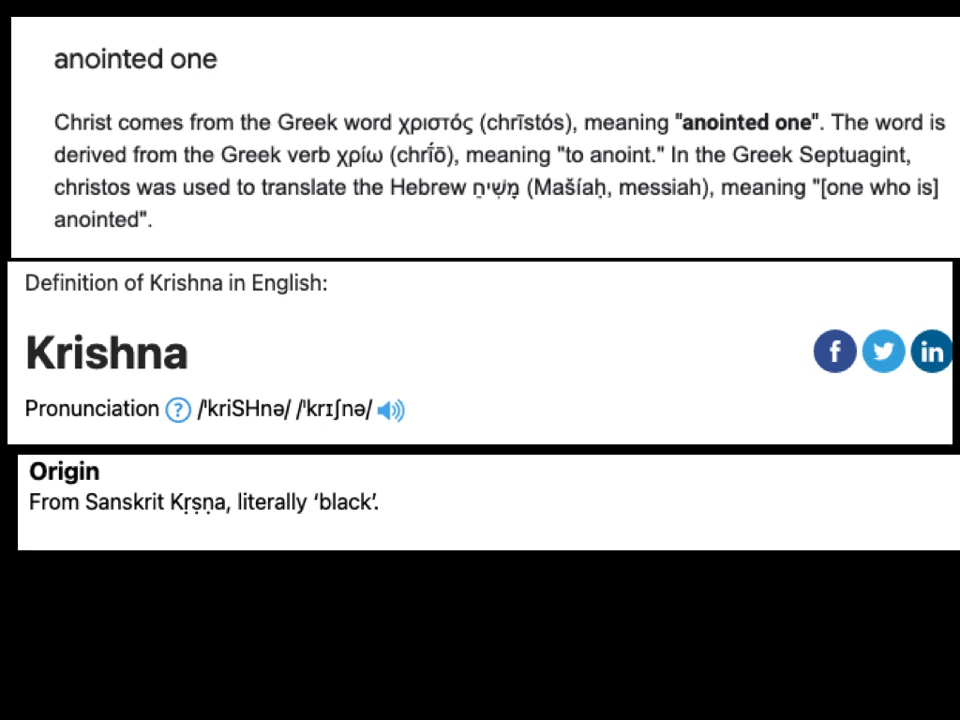 anointed one
Christ comes from the Greek word χριστός (chrīstós), meaning "anointed one". The word is
derived from the Greek verb χρίω (chrī́ō), meaning "to anoint." In the Greek Septuagint,
christos was used to translate the Hebrew מָשִׁיחַ (Mašíaḥ, messiah), meaning "[one who is]
anointed".
Definition of Krishna in English:
Krishna
f in
Pronunciation ? /ˈkriSHnə/ /ˈkrɪʃnə/
Origin
From Sanskrit Kṛṣṇa, literally ‘black’.